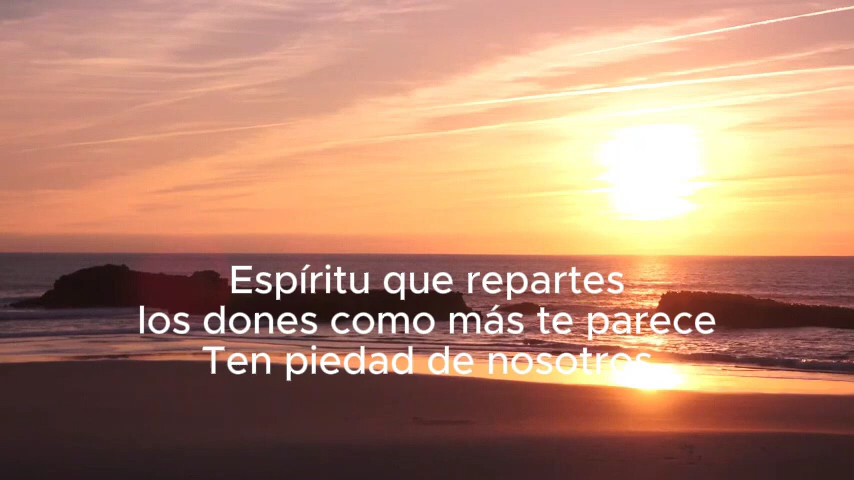 Espíritu que repartes
los dones como más te parece
Ten piedad de nosotros